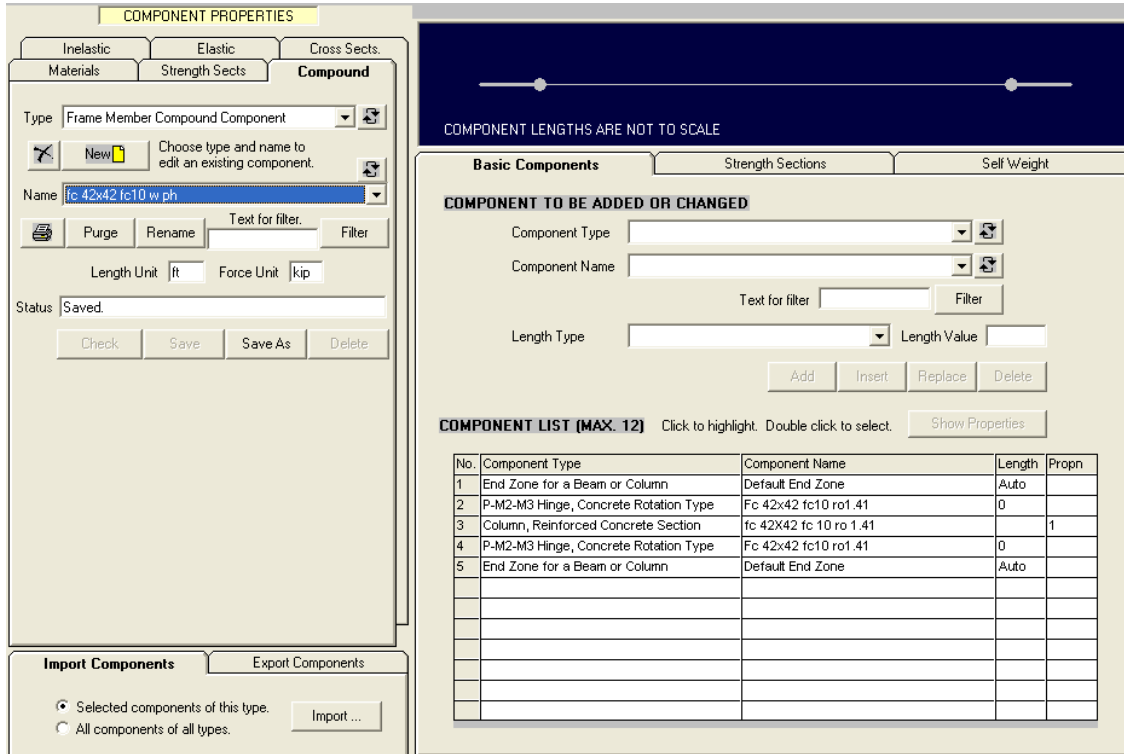 COMPONENT PROPERTIES
Inelastic Elastic Cross Sects.
Materials Strength Sects Compound
Type Frame Member Compound Component
New Choose type and name to
edit an existing component.
Name fc 42x42 fc10 w ph
Text for filter.
Purge Rename Filter
Length Unit ft Force Unit kip
Status Saved.
Check Save Save As Delete
Import Components Export Components
Selected components of this type.
Import ...
All components of all types.
COMPONENT LENGTHS ARE NOT TO SCALE
Basic Components Strength Sections Self Weight
COMPONENT TO BE ADDED OR CHANGED
Component Type
Component Name
Text for filter Filter
Length Type Length Value
Add Insert Replace Delete
COMPONENT LIST (MAX. 12) Click to highlight. Double click to select. Show Properties
No. Component Type Component Name Length Propn
1 End Zone for a Beam or Column Default End Zone Auto
2 P-M2-M3 Hinge, Concrete Rotation Type Fc 42x42 fc10 ro1.41 0
3 Column, Reinforced Concrete Section fc 42X42 fc 10 ro 1.41 1
4 P-M2-M3 Hinge, Concrete Rotation Type Fc 42x42 fc10 ro1.41 0
5 End Zone for a Beam or Column Default End Zone Auto